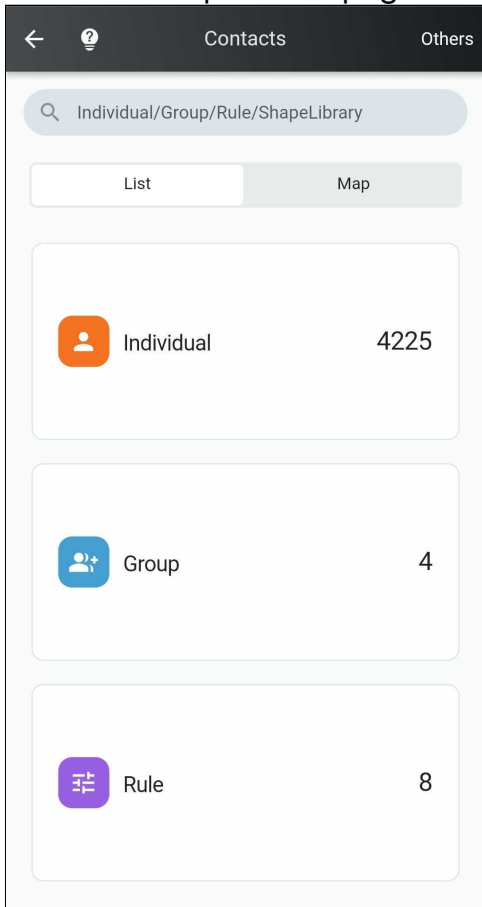 Contacts
Others
Individual/Group/Rule/ShapeLibrary
List
Map
Individual
4225
Group
4
Rule
8